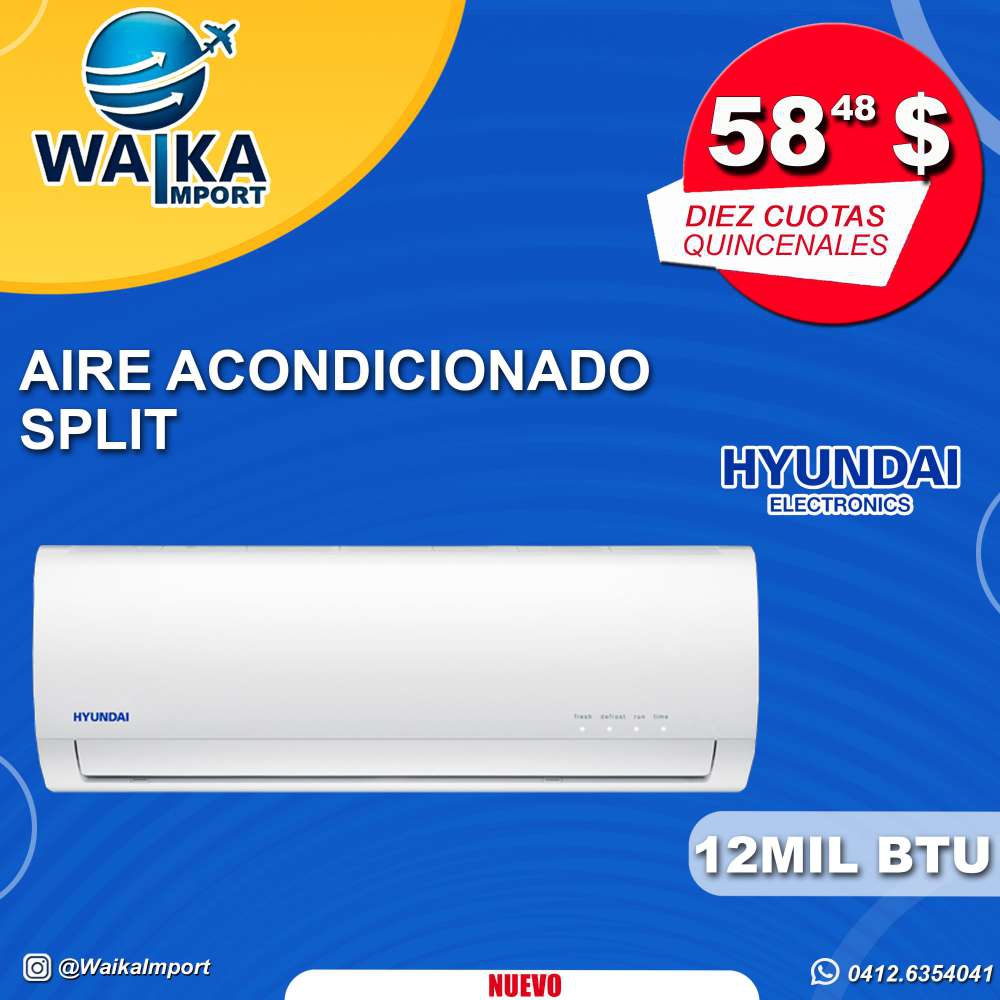 WAIKA
IMPORT
58 48 $
DIEZ CUOTAS
QUINCENALES
AIRE ACONDICIONADO
SPLIT
HYUNDAI
ELECTRONICS
HYUNDAI
fresh defrost run time
12MIL BTU
@WaikaImport
NUEVO
0412.6354041